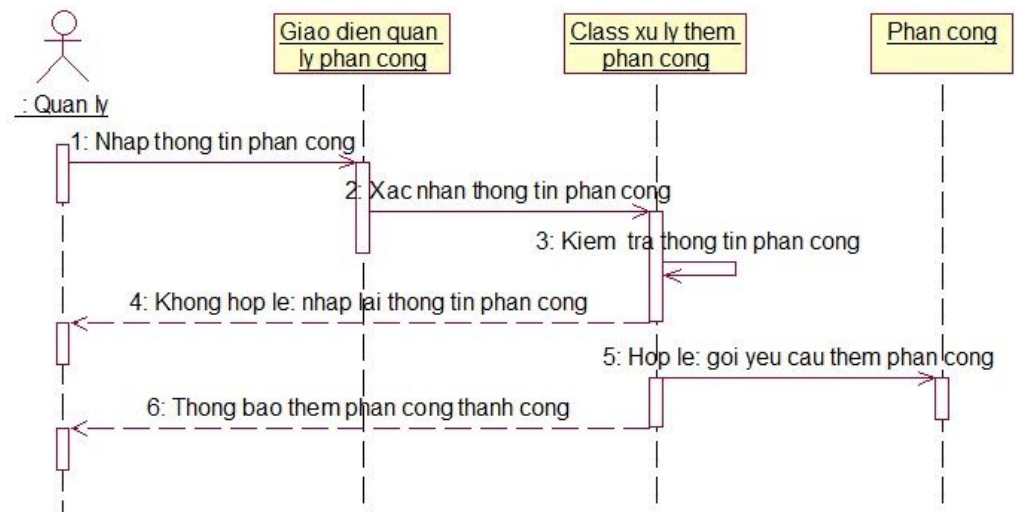 Giao dien quan
ly phan cong
Class xu ly them
phan cong
Phan cong
: Quan ly
1: Nhap thong tin phan cong
2: Xac nhan thong tin phan cong
3: Kiem tra thong tin phan cong
4: Khong hop le: nhap lai thong tin phan cong
5: Hop le: goi yeu cau them phan cong
6: Thong bao them phan cong thanh cong